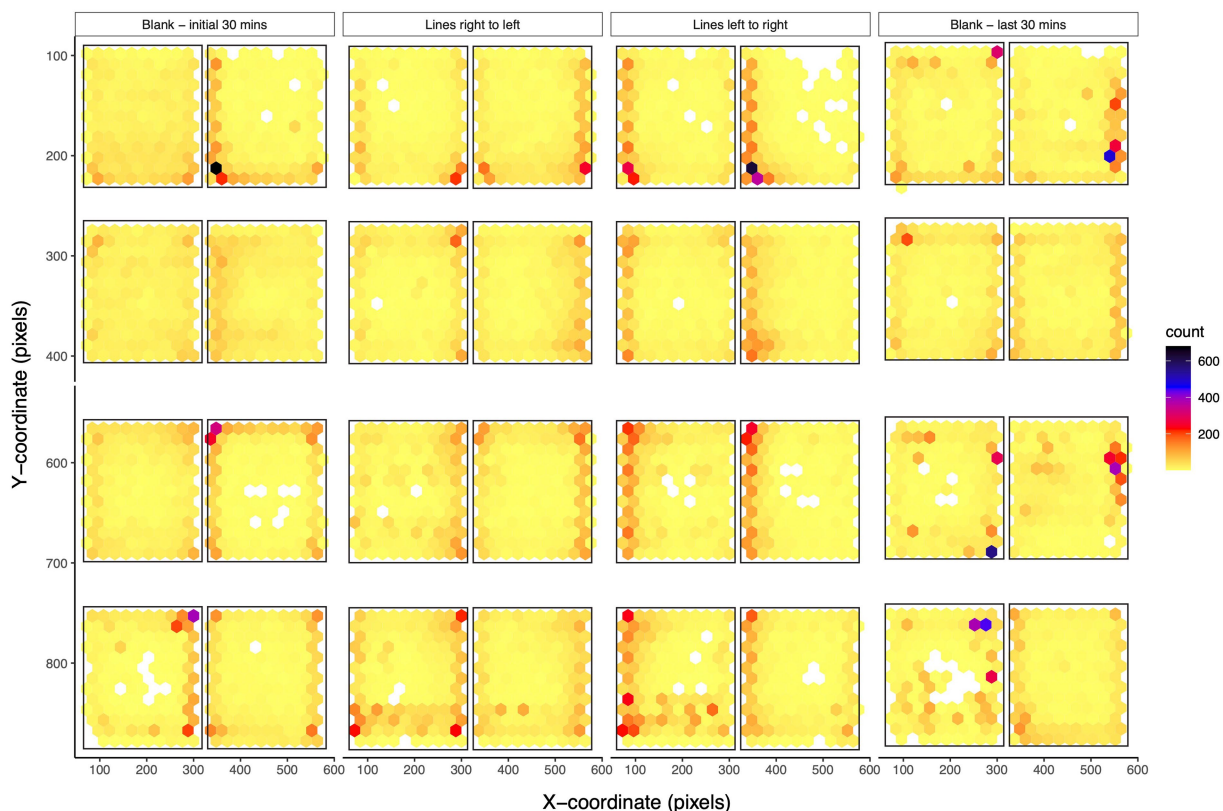 Blank – initial 30 mins
Lines right to left
Lines left to right
Blank – last 30 mins
100
200
300
400
600
700
800
Y–coordinate (pixels)
count
600
400
200
100 200 300 400 500 600
100 200 300 400 500 600
100 200 300 400 500 600
100 200 300 400 500 600
X–coordinate (pixels)